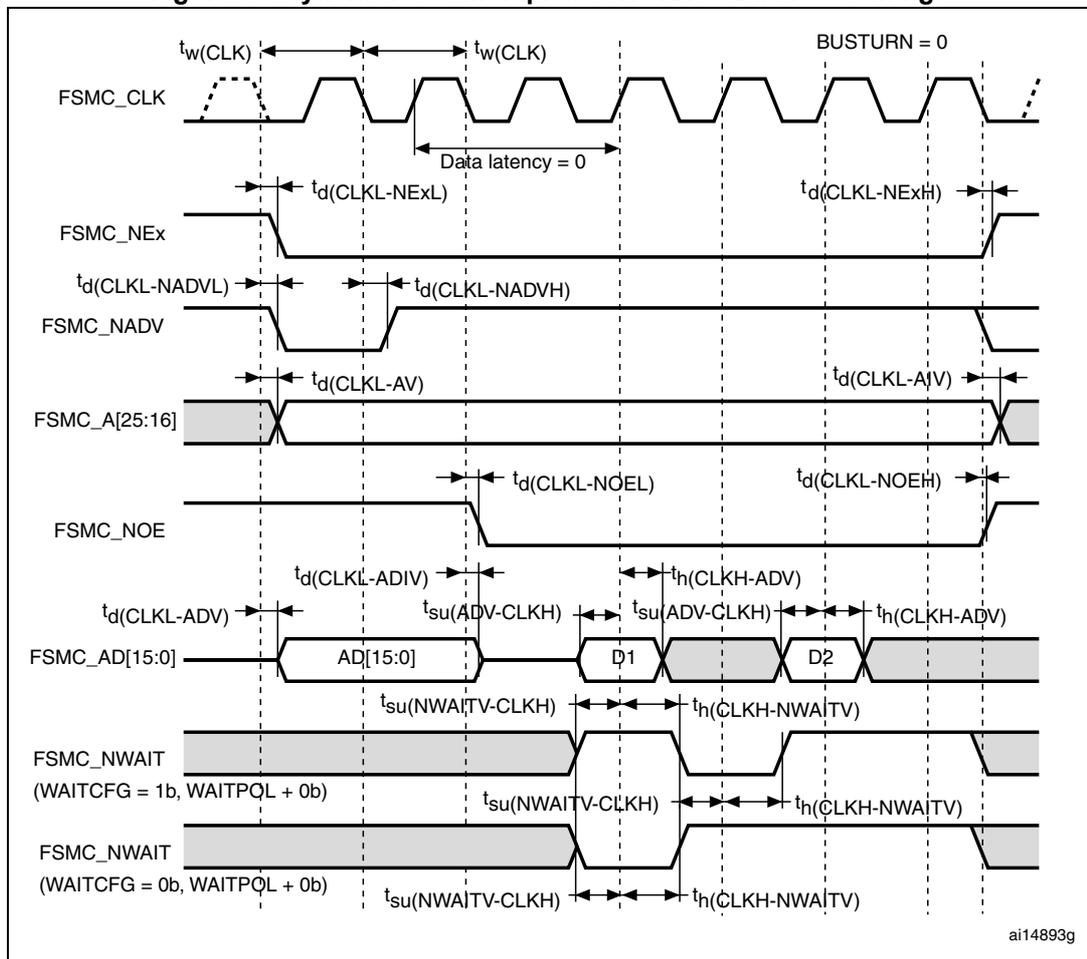 BUSTURN = 0
tw(CLK) tw(CLK)
FSMC_CLK
Data latency = 0
td(CLKL-NExL) td(CLKL-NExH)
FSMC_NEx
td(CLKL-NADVL) td(CLKL-NADVH)
FSMC_NADV
td(CLKL-AV) td(CLKL-AIV)
FSMC_A[25:16]
td(CLKL-NOEL) td(CLKL-NOEH)
FSMC_NOE
td(CLKL-ADIV) th(CLKH-ADV)
td(CLKL-ADV) tsu(ADV-CLKH) tsu(ADV-CLKH) th(CLKH-ADV)
FSMC_AD[15:0] AD[15:0] D1 D2
tsu(NWAITV-CLKH) th(CLKH-NWAITV)
FSMC_NWAIT
(WAITCFG = 1b, WAITPOL + 0b)
tsu(NWAITV-CLKH) th(CLKH-NWAITV)
FSMC_NWAIT
(WAITCFG = 0b, WAITPOL + 0b)
tsu(NWAITV-CLKH) th(CLKH-NWAITV)
ai14893g